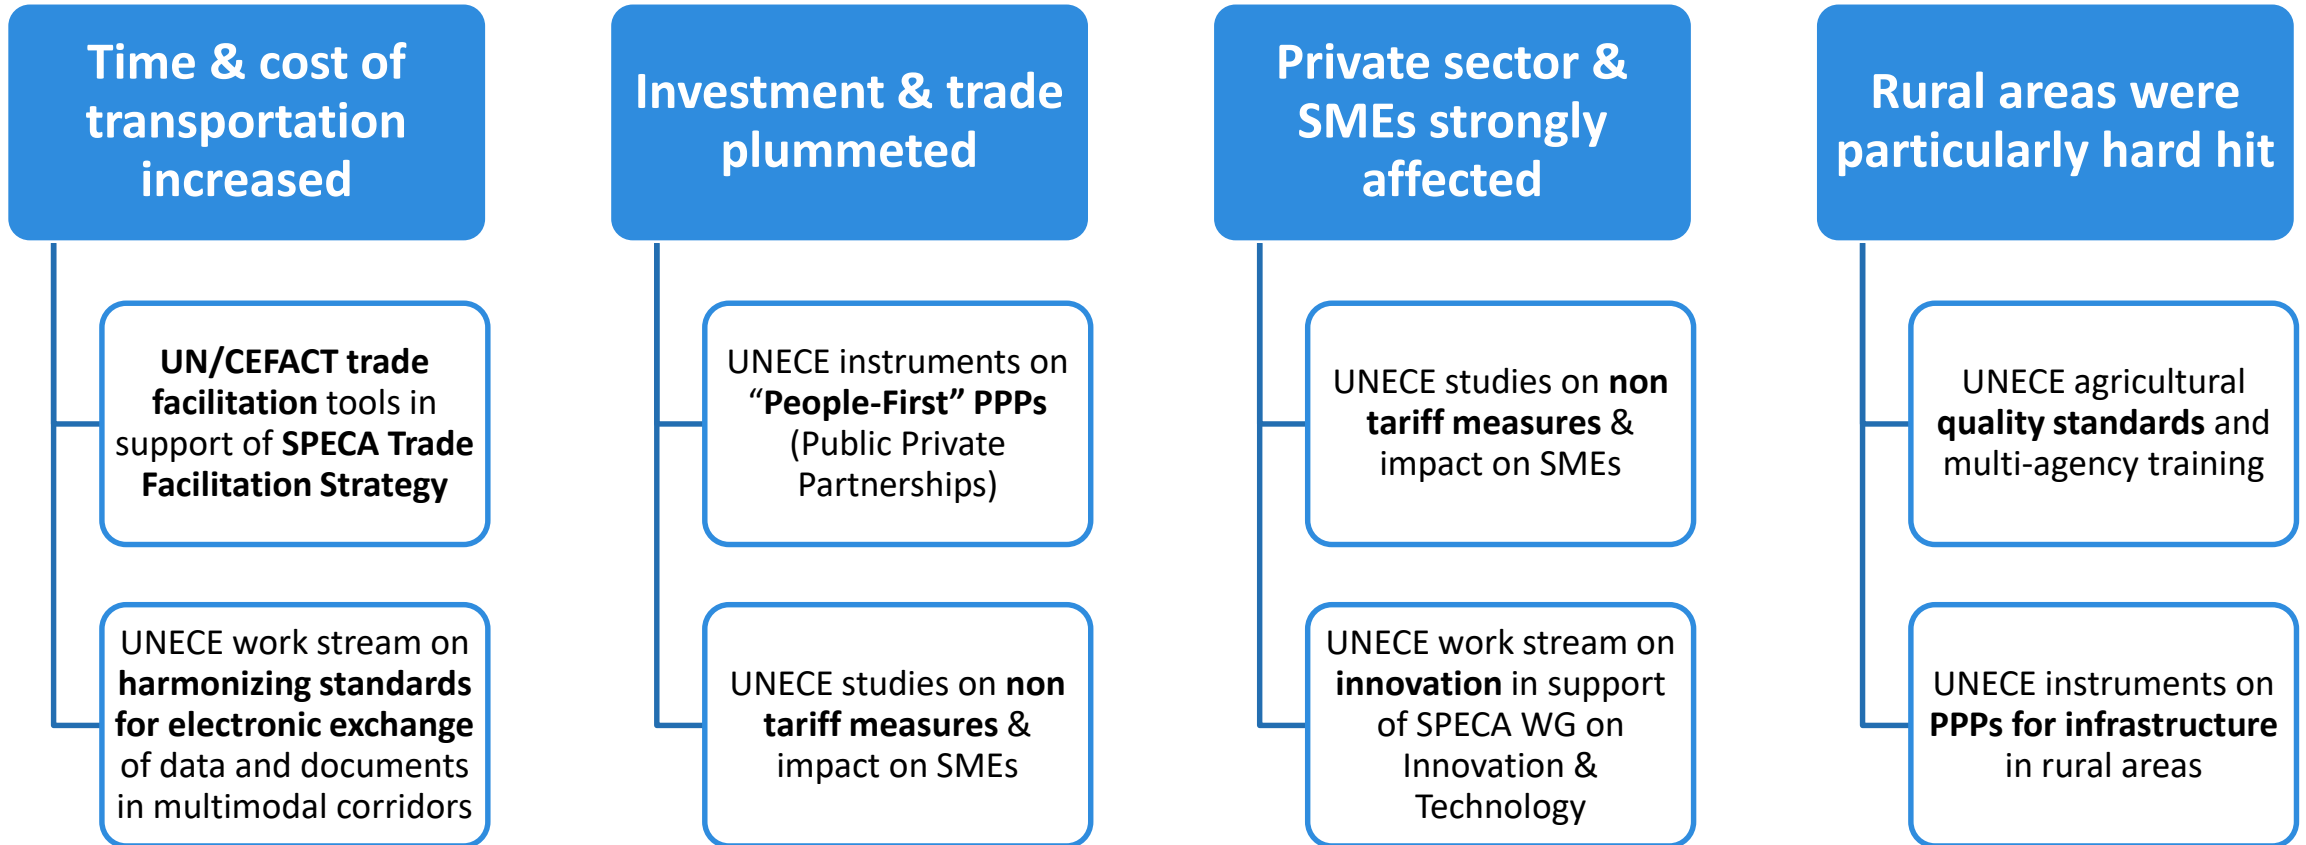 Time & cost of
transportation
increased
UN/CEFACT trade
facilitation tools in
support of SPECA Trade
Facilitation Strategy
UNECE work stream on
harmonizing standards
for electronic exchange
of data and documents
in multimodal corridors
Investment & trade
plummeted
UNECE instruments on
“People-First” PPPs
(Public Private
Partnerships)
UNECE studies on non
tariff measures &
impact on SMEs
Private sector &
SMEs strongly
affected
UNECE studies on non
tariff measures &
impact on SMEs
UNECE work stream on
innovation in support
of SPECA WG on
Innovation &
Technology
Rural areas were
particularly hard hit
UNECE agricultural
quality standards and
multi-agency training
UNECE instruments on
PPPs for infrastructure
in rural areas